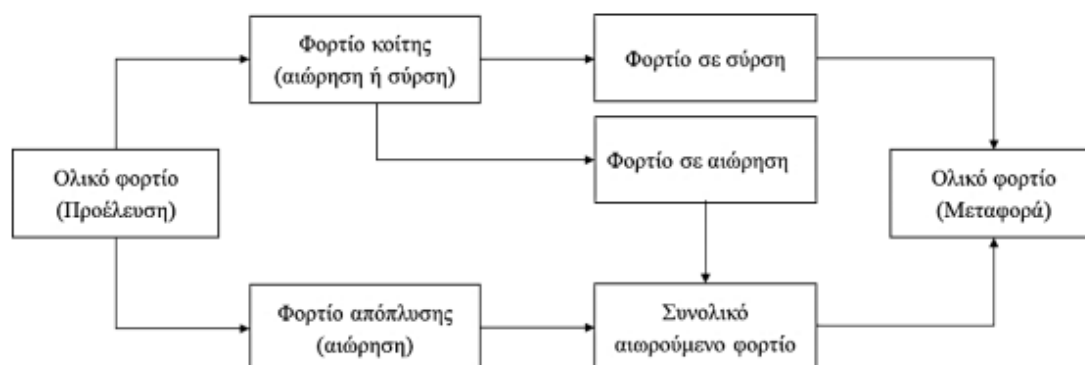 Φορτίο κοίτης
(αιώρηση ή σύρση)
Φορτίο σε σύρση
Φορτίο σε αιώρηση
Ολικό φορτίο
(Προέλευση)
Ολικό φορτίο
(Μεταφορά)
Φορτίο απόπλυσης
(αιώρηση)
Συνολικό
αιωρούμενο φορτίο